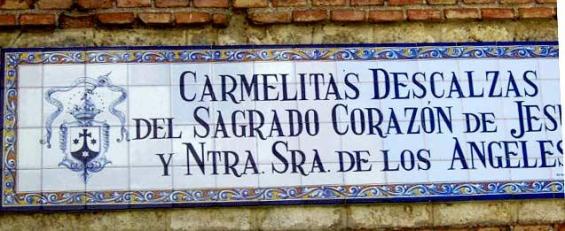 CARMELITAS DESCALZAS
DEL SAGRADO CORAZÓN DE JESU
Y NTRA. SRA. DE LOS ANGELES